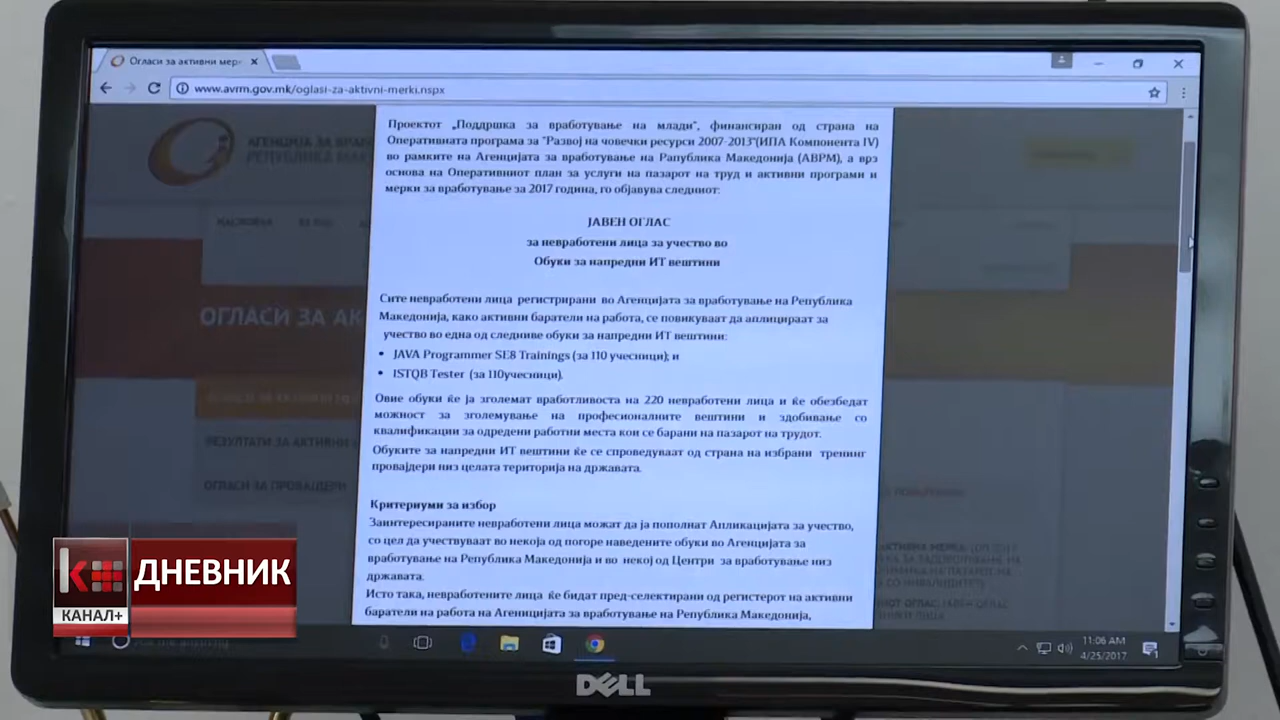 Огласи за активни мерк
www.avrm.gov.mk/oglasi-za-aktivni-merki.nspx
АГЕНЦИЈА ЗА ВРАБ
РЕПУБЛИКА МАК
Проектот „Поддршка за вработување на млади", финансиран од страна на
Оперативната програма за "Развој на човечки ресурси 2007-2013"(ИПА Компонента IV)
во рамките на Агенцијата за вработување на Рапублика Македонија (АВРМ), а врз
основа на Оперативниот план за услуги на пазарот на труд и активни програми и
мерки за вработување за 2017 година, го објавува следниот:
ЈАВЕН ОГЛАС
за невработени лица за учество во
Обуки за напредни ИТ вештини
НАСЛОВНА
ОГЛАСИ ЗА АК
Сите невработени лица регистрирани во Агенцијата за вработување на Република
Македонија, како активни баратели на работа, се повикуваат да аплицираат за
учество во една од следниве обуки за напредни ИТ вештини:
• JAVA Programmer SE8 Trainings (за 110 учесници); и
• ISTQB Tester (за 110учесници).
Овие обуки ќе ја зголемат вработливоста на 220 невработени лица и ќе обезбедат
можност за зголемување на професионалните вештини и здобивање со
квалификации за одредени работни места кои се барани на пазарот на трудот.
Обуките за напредни ИТ вештини ќе се спроведуваат од страна на избрани тренинг
провајдери низ целата територија на државата.
РЕЗУЛТАТИ ЗА АКТИВНИ
ОГЛАСИ ЗА ПРОВАЈДЕРИ
Критериуми за избор
Заинтересираните невработени лица можат да ја пополнат Апликацијата за учество,
со цел да учествуваат во некоја од погоре наведените обуки во Агенцијата за
вработување на Република Македонија и во некој од Центри за вработување низ
државата.
Исто така, невработените лица ќе бидат пред-селектирани од регистерот на активни
баратели на работа на Агеницијата за вработување на Република Македонија,
К
ДНЕВНИК
КАНАЛ+
11:06 AM
4/25/2017
DELL